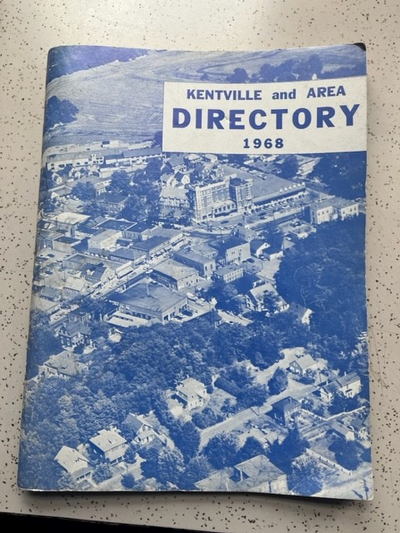 KENTVILLE and AREA
DIRECTORY
1968